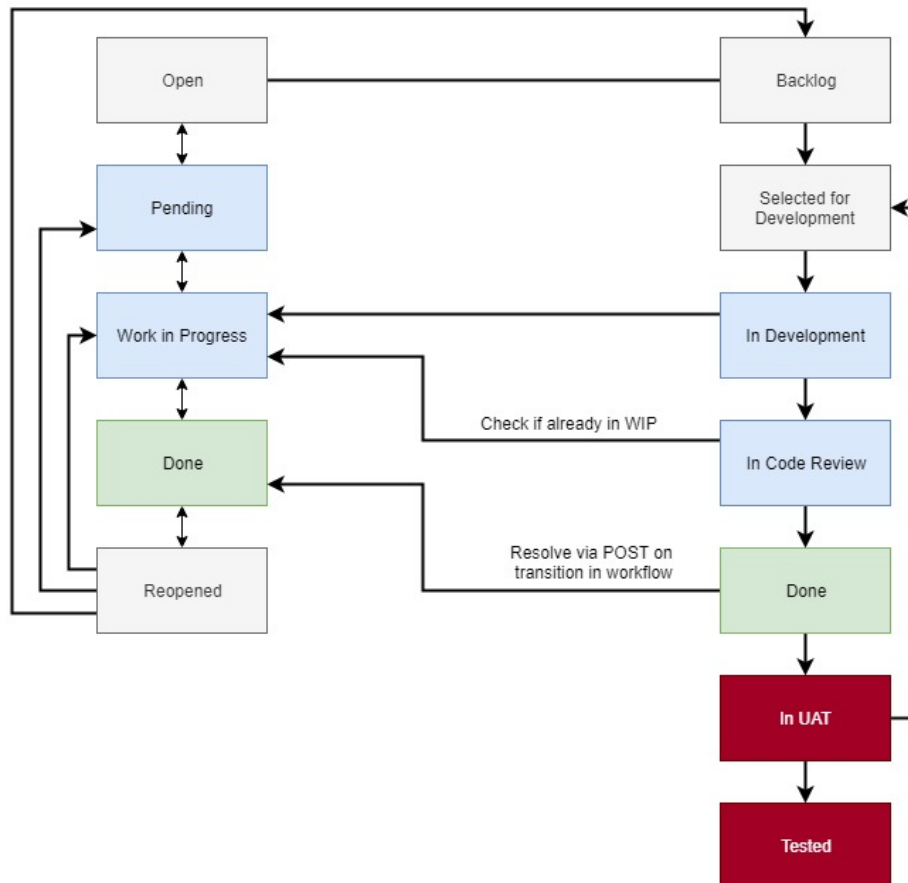 Open
Backlog
Pending
Selected for
Development
Work in Progress
In Development
Check if already in WIP
Done
In Code Review
Resolve via POST on
transition in workflow
Reopened
Done
In UAT
Tested